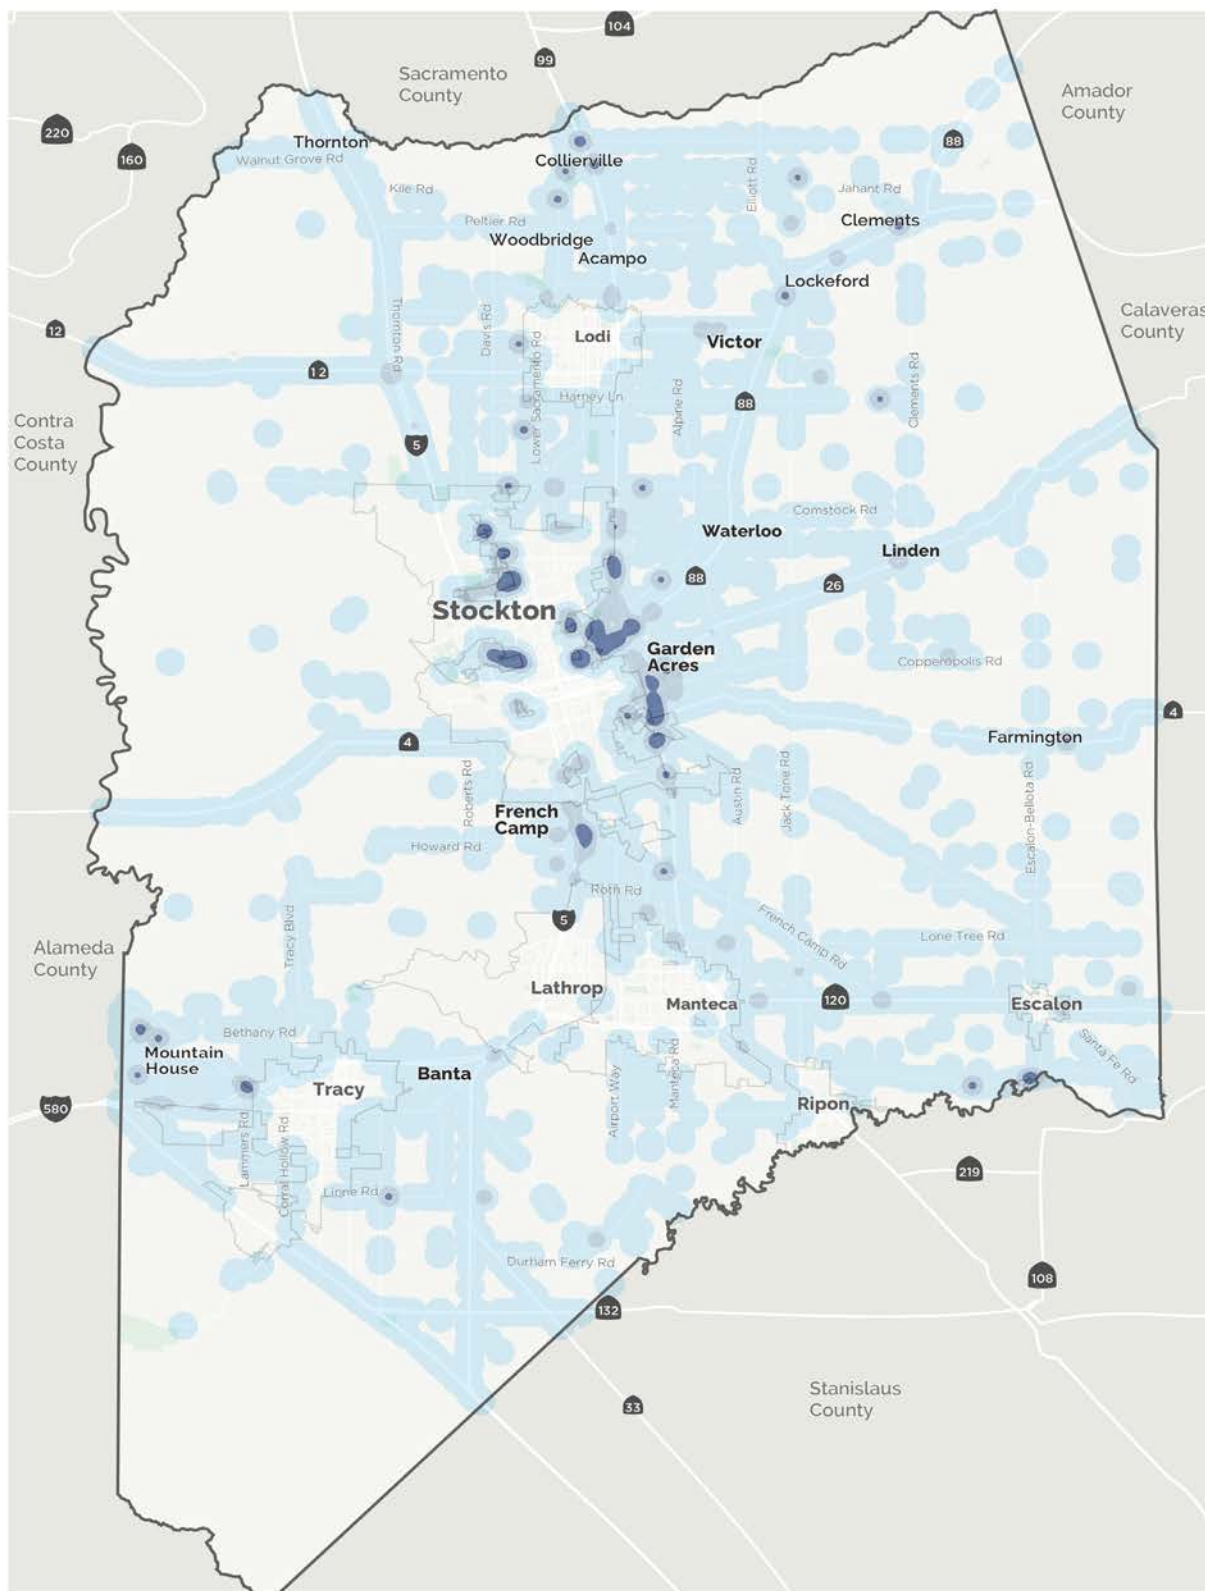 104
99
Sacramento
County
Amador
County
220
160
Thornton
Walnut Grove Rd
Collierville
88
Kile Rd
Elliott Rd
Jahant Rd
Peltier Rd
Clements
Woodbridge
Acampo
Lockeford
Calaveras
County
12
Thornton Rd
Davis Rd
Lower Sacramento Rd
Lodi
Victor
12
Harney Ln
Alpine Rd
88
Clements Rd
Contra
Costa
County
5
Comstock Rd
Waterloo
Linden
88
26
Stockton
Garden
Acres
Copperopolis Rd
4
4
Farmington
Roberts Rd
Austin Rd
Jack Tone Rd
Escalon-Bellota Rd
French
Camp
Howard Rd
Roth Rd
5
Tracy Blvd
French Camp Rd
Lone Tree Rd
Alameda
County
Lathrop
Manteca
120
Escalon
Bethany Rd
Mountain
House
Banta
Santa Fe Rd
Manteca Rd
Airport Way
Tracy
Ripon
580
Lammers Rd
Corral Hollow Rd
219
Linne Rd
Durham Ferry Rd
108
132
Stanislaus
County
33